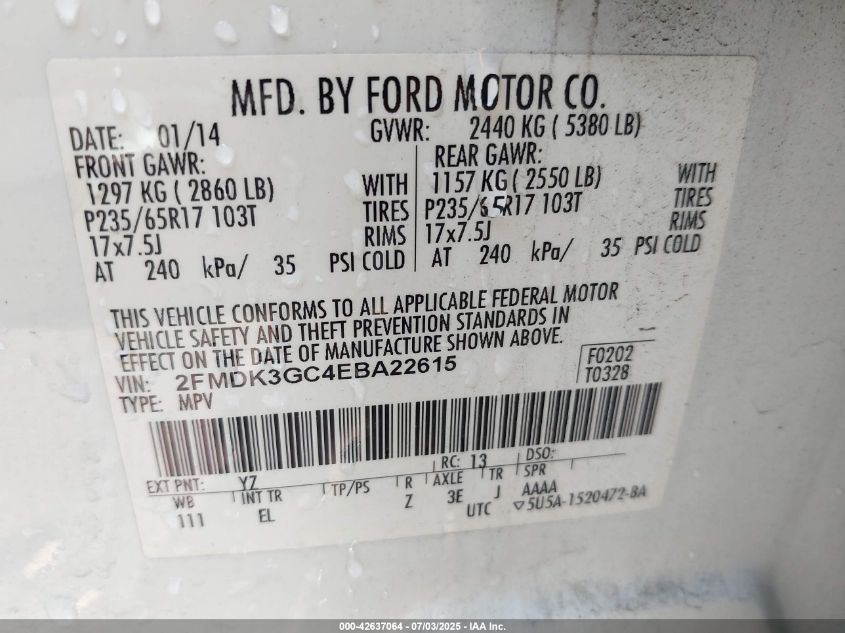 MFD. BY FORD MOTOR CO.
DATE: 01/14 GVWR: 2440 KG ( 5380 LB)
FRONT GAWR: REAR GAWR:
1297 KG ( 2860 LB) WITH 1157 KG ( 2550 LB) WITH
P235/65R17 103T TIRES P235/65R17 103T TIRES
17x7.5J RIMS 17x7.5J RIMS
AT 240 kPa/ 35 PSI COLD AT 240 kPa/ 35 PSI COLD
THIS VEHICLE CONFORMS TO ALL APPLICABLE FEDERAL MOTOR
VEHICLE SAFETY AND THEFT PREVENTION STANDARDS IN
EFFECT ON THE DATE OF MANUFACTURE SHOWN ABOVE.
VIN: 2FMDK3GC4EBA22615 F0202
TYPE: MPV T0328
EXT PNT: YZ RC: 13 DSO:
WB INT TR TP/PS R AXLE TR SPR
111 EL Z 3E J AAAA
UTC ▽5U5A-1520472-BA
000-42637064 - 07/03/2025 - IAA Inc.